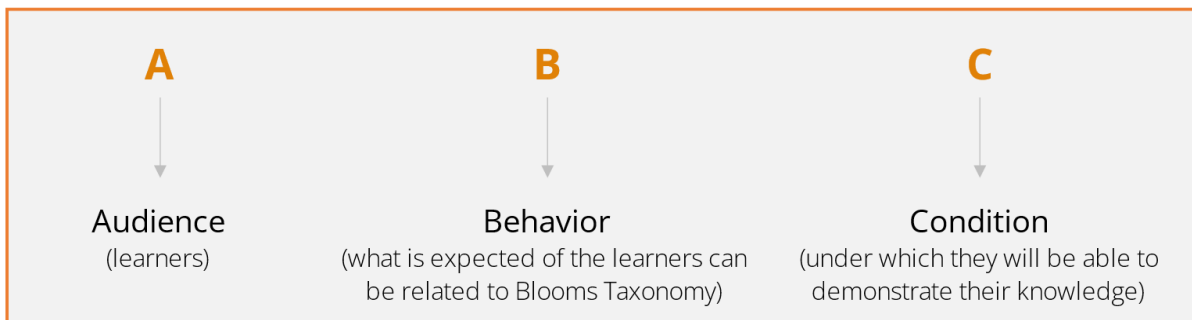 A
B
C
Audience
(learners)
Behavior
(what is expected of the learners can
be related to Blooms Taxonomy)
Condition
(under which they will be able to
demonstrate their knowledge)